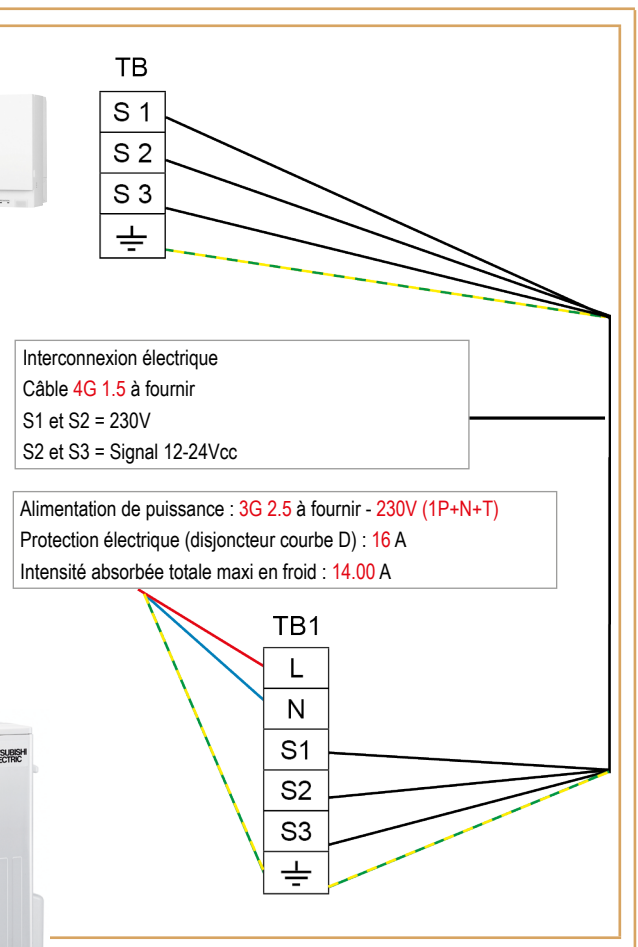 TB
S 1
S 2
S 3
Interconnexion électrique
Câble 4G 1.5 à fournir
S1 et S2 = 230V
S2 et S3 = Signal 12-24Vcc
Alimentation de puissance : 3G 2.5 à fournir - 230V (1P+N+T)
Protection électrique (disjoncteur courbe D) : 16 A
Intensité absorbée totale maxi en froid : 14.00 A
TB1
L
N
S1
S2
S3
SUBISHI
ECTRIC